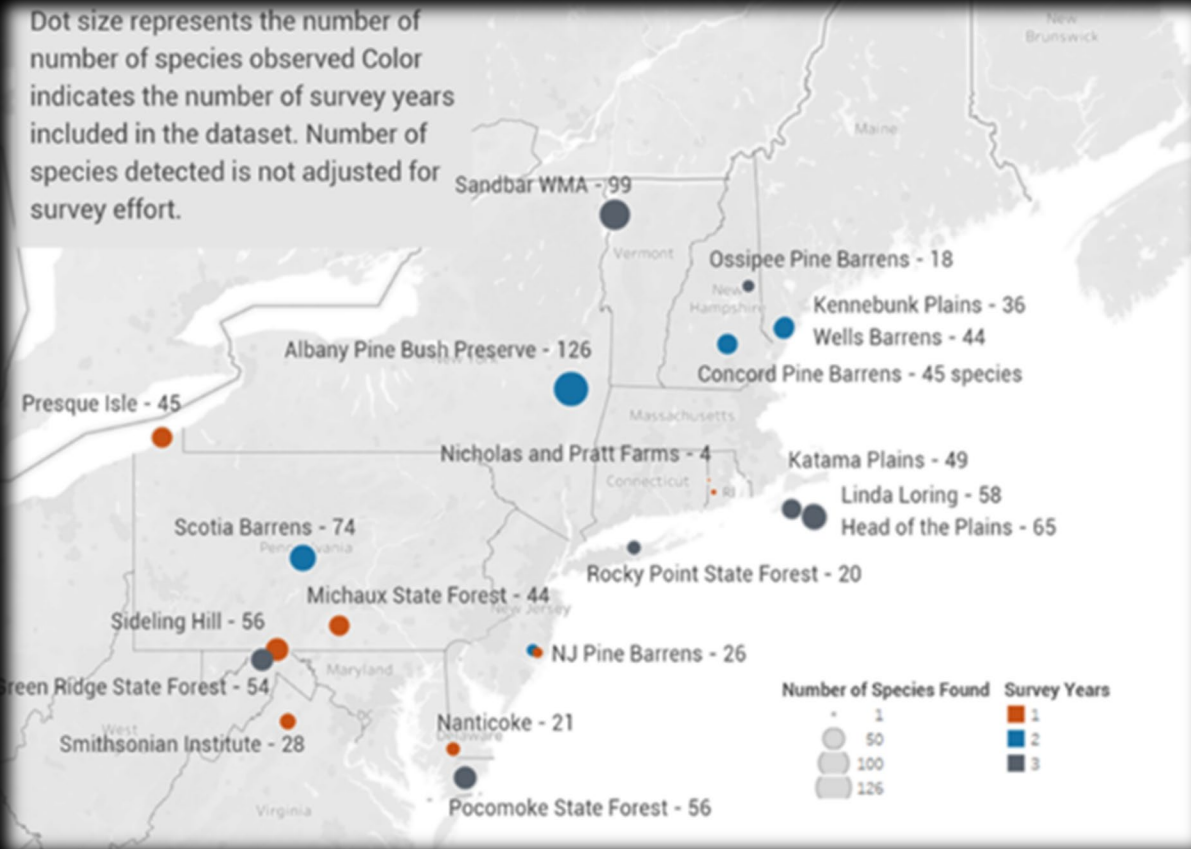 Dot size represents the number of
number of species observed Color
indicates the number of survey years
included in the dataset. Number of
species detected is not adjusted for
survey effort.
New
Brunswick
Maine
Sandbar WMA - 99
Vermont
Ossipee Pine Barrens - 18
New
Hampshire
Kennebunk Plains - 36
Wells Barrens - 44
Albany Pine Bush Preserve - 126
New York
Concord Pine Barrens - 45 species
Presque Isle - 45
Massachusetts
Nicholas and Pratt Farms - 4
Katama Plains - 49
Connecticut
RI
Linda Loring - 58
Head of the Plains - 65
Scotia Barrens - 74
Pennsylvania
Rocky Point State Forest - 20
Michaux State Forest - 44
New Jersey
Sideling Hill - 56
NJ Pine Barrens - 26
Maryland
Green Ridge State Forest - 54
Number of Species Found
1
50
100
126
Survey Years
1
2
3
Nanticoke - 21
Delaware
West
Smithsonian Institute - 28
Pocomoke State Forest - 56
Virginia